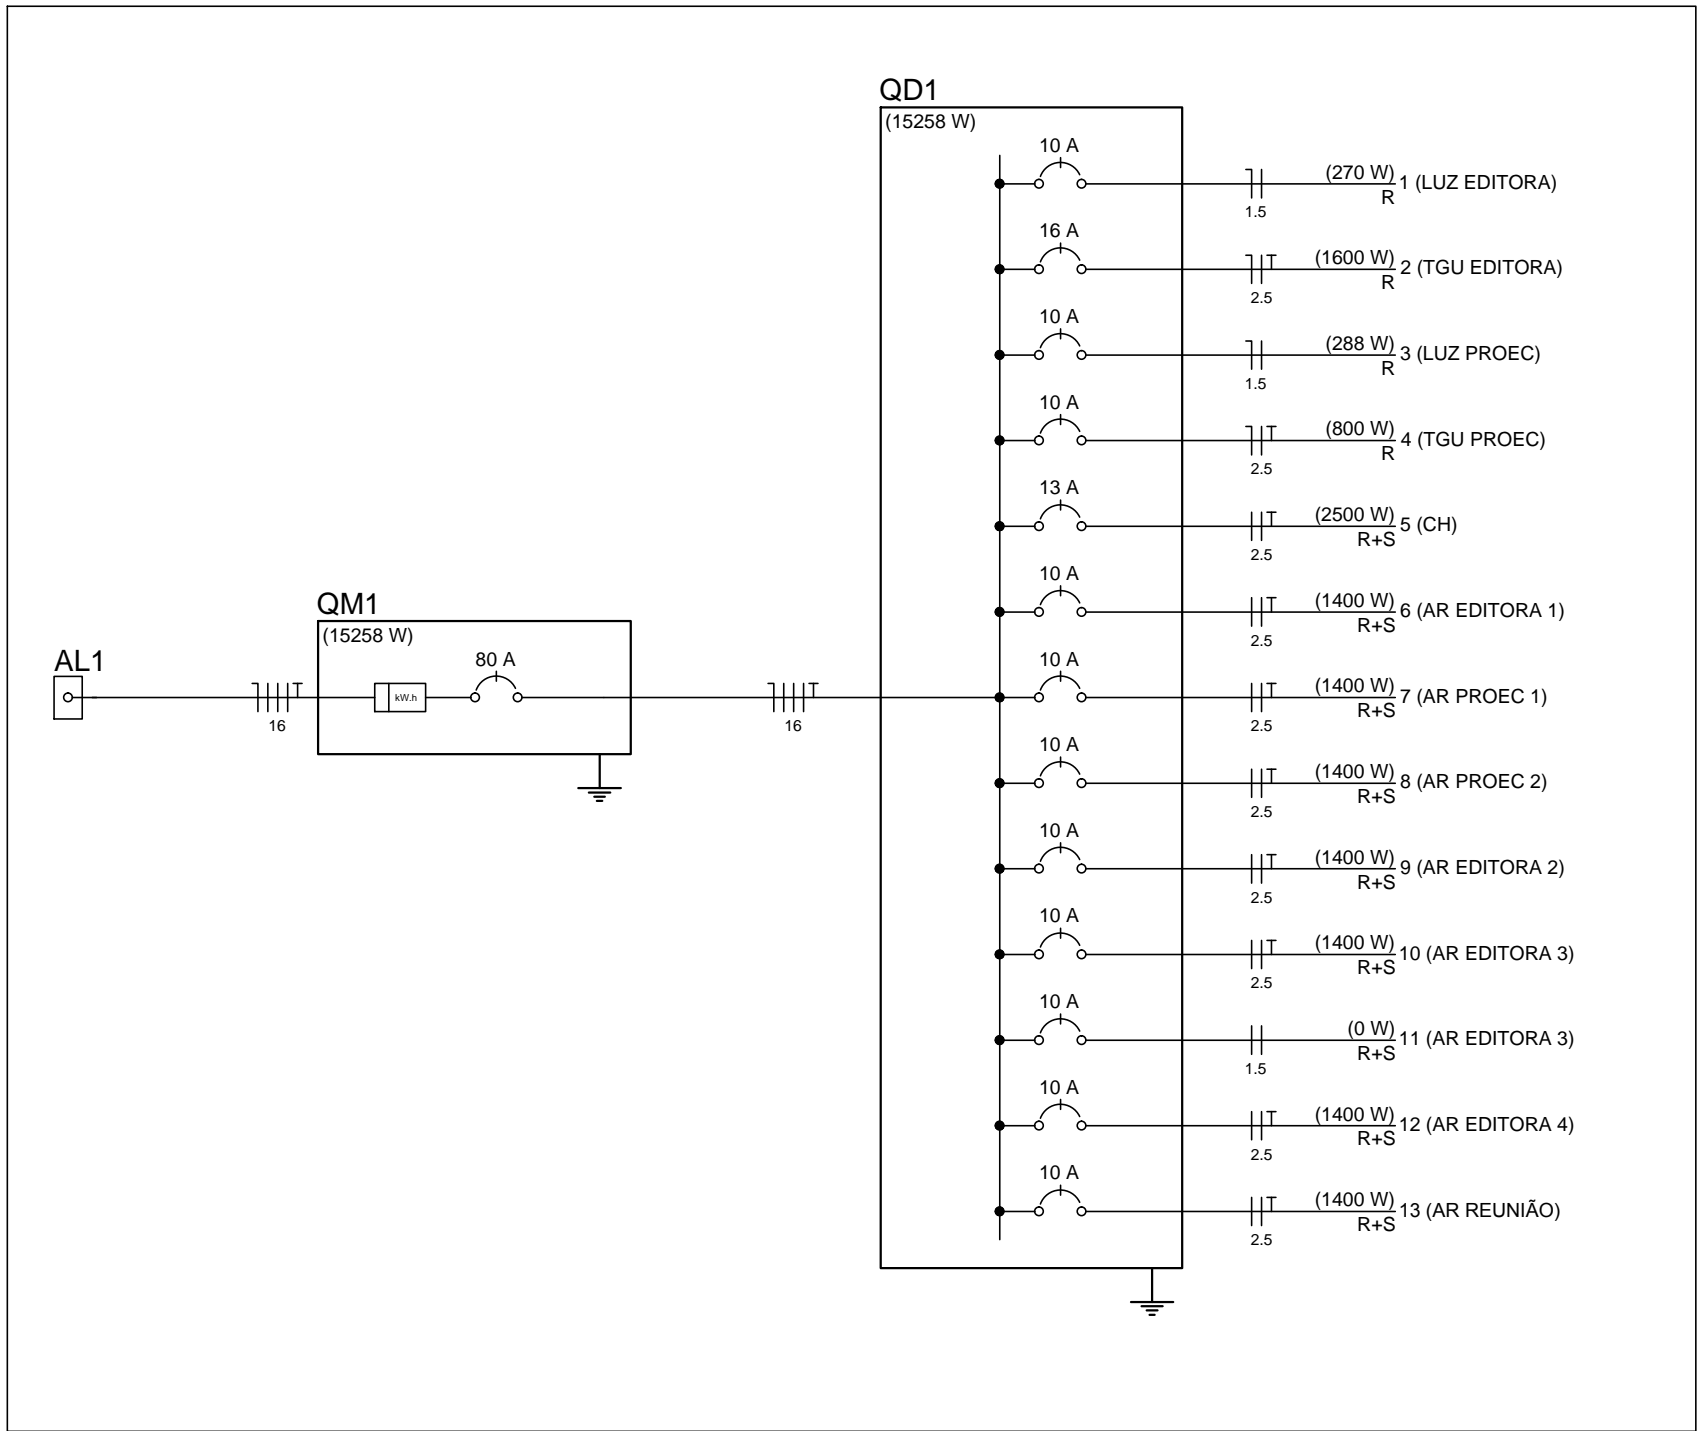 QD1
(15258 W)
10 A
(270 W)
1 (LUZ EDITORA)
R
1.5
16 A
(1600 W)
T
2 (TGU EDITORA)
R
2.5
10 A
(288 W)
3 (LUZ PROEC)
R
1.5
10 A
(800 W)
T
4 (TGU PROEC)
R
2.5
13 A
(2500 W)
T
5 (CH)
R+S
2.5
10 A
(1400 W)
T
6 (AR EDITORA 1)
R+S
2.5
QM1
(15258 W)
AL1
80 A
kW.h
T
16
T
16
10 A
(1400 W)
T
7 (AR PROEC 1)
R+S
2.5
10 A
(1400 W)
T
8 (AR PROEC 2)
R+S
2.5
10 A
(1400 W)
T
9 (AR EDITORA 2)
R+S
2.5
10 A
(1400 W)
T
10 (AR EDITORA 3)
R+S
2.5
10 A
(0 W)
11 (AR EDITORA 3)
R+S
1.5
10 A
(1400 W)
T
12 (AR EDITORA 4)
R+S
2.5
10 A
(1400 W)
T
13 (AR REUNIÃO)
R+S
2.5